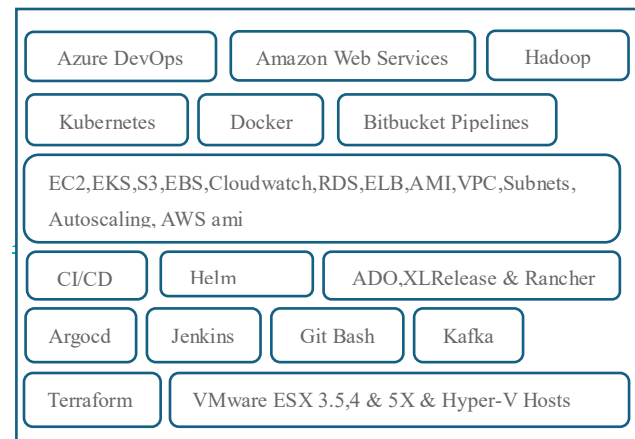 Azure DevOps Amazon Web Services Hadoop
Kubernetes Docker Bitbucket Pipelines
EC2,EKS,S3,EBS,Cloudwatch,RDS,ELB,AMI,VPC,Subnets,
Autoscaling, AWS ami
CI/CD Helm ADO,XLRelease & Rancher
Argocd Jenkins Git Bash Kafka
Terraform VMware ESX 3.5,4 & 5X & Hyper-V Hosts